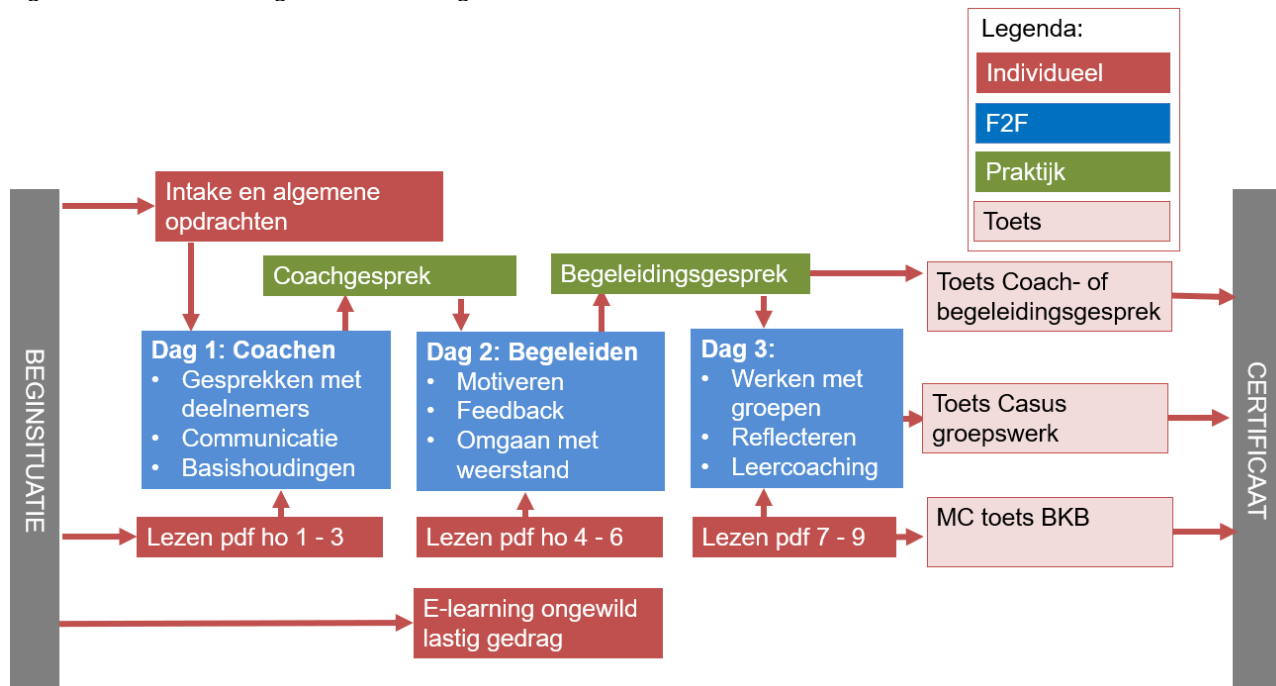 Legenda:
Individueel
F2F
Praktijk
Toets
BEGINSITUATIE
Intake en algemene
opdrachten
Coachgesprek
Begeleidingsgesprek
Toets Coach- of
begeleidingsgesprek
Dag 1: Coachen
• Gesprekken met
deelnemers
• Communicatie
• Basishoudingen
Dag 2: Begeleiden
• Motiveren
• Feedback
• Omgaan met
weerstand
Dag 3:
• Werken met
groepen
• Reflecteren
• Leercoaching
Toets Casus
groepswerk
Lezen pdf ho 1 - 3
Lezen pdf ho 4 - 6
Lezen pdf 7 - 9
MC toets BKB
E-learning ongewild
lastig gedrag
CERTIFICAAT